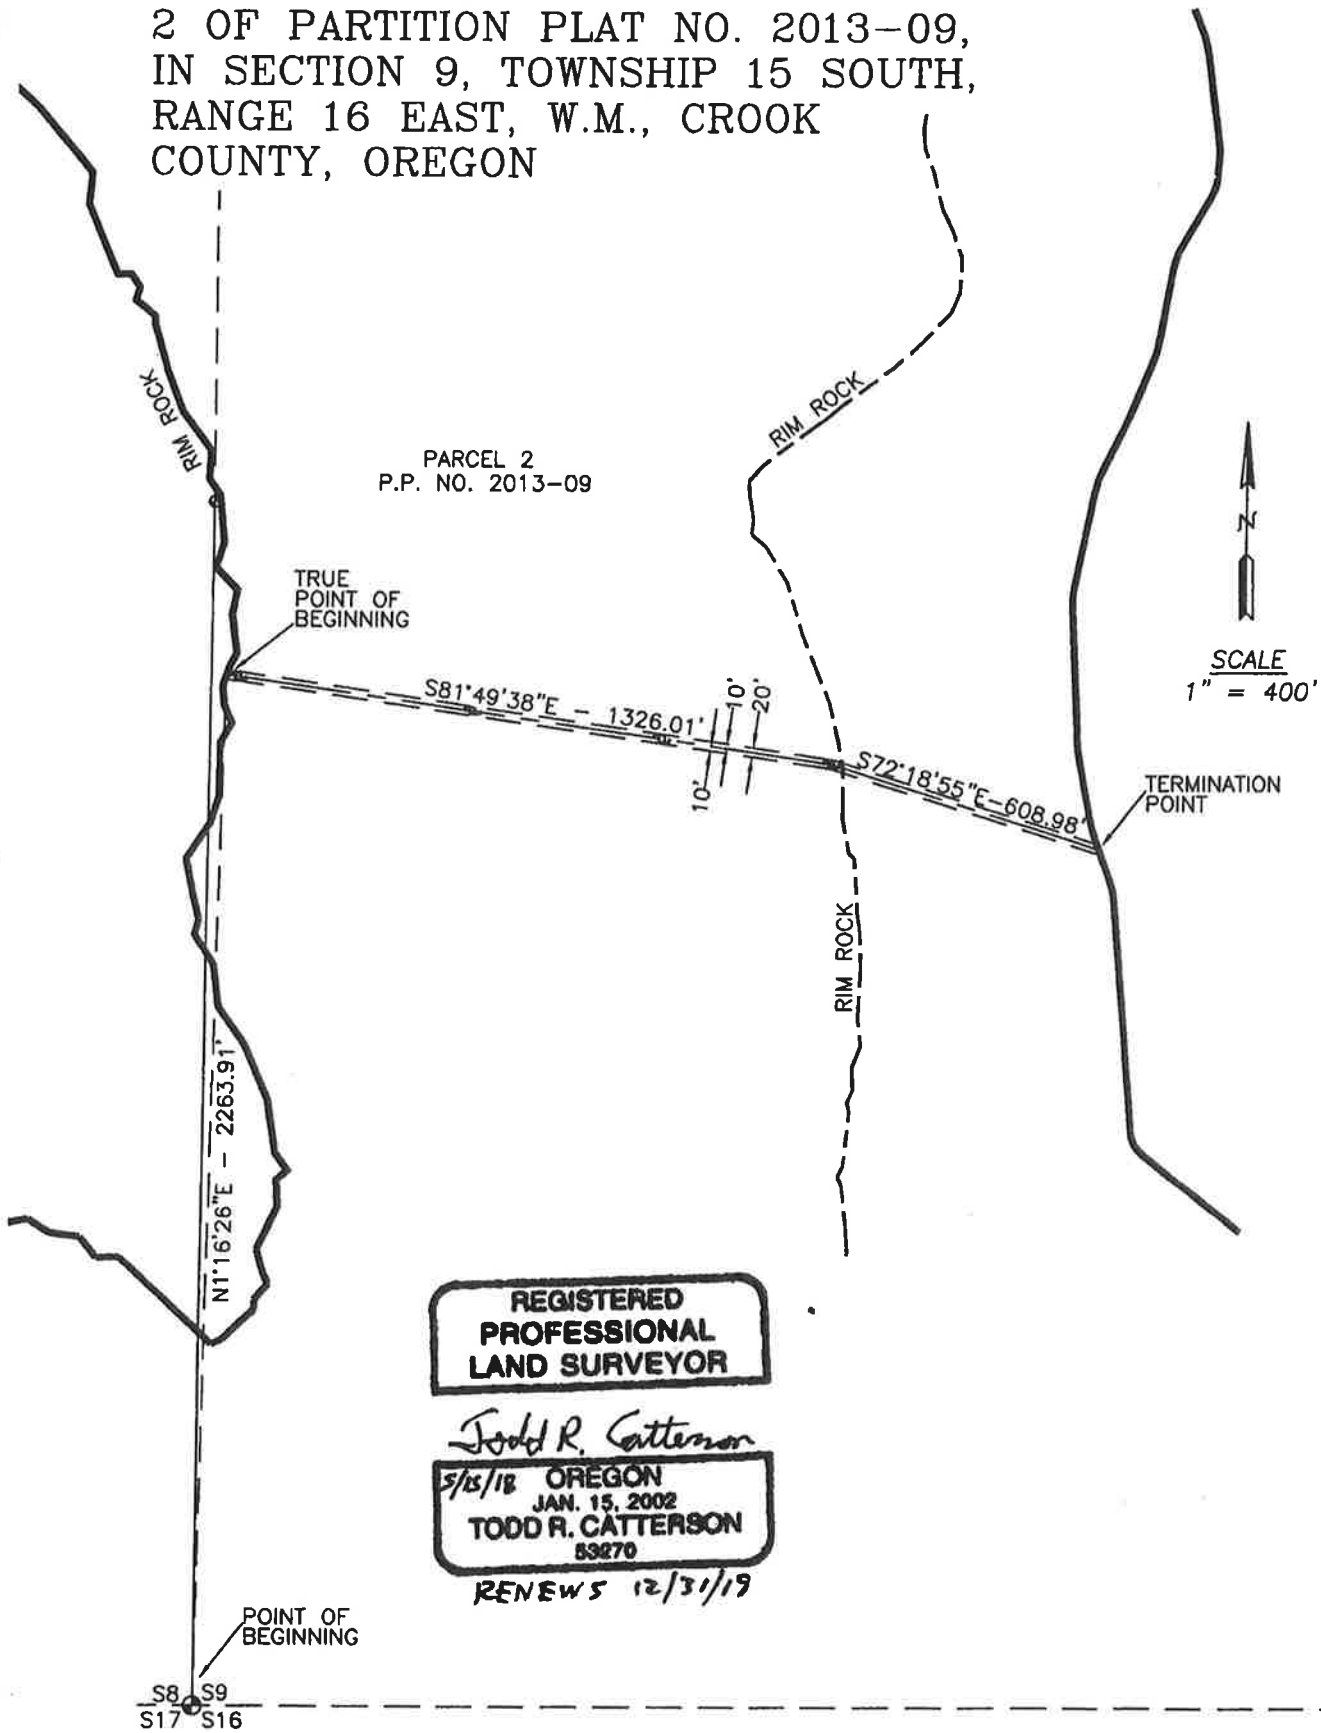 2 OF PARTITION PLAT NO. 2013-09,
IN SECTION 9, TOWNSHIP 15 SOUTH,
RANGE 16 EAST, W.M., CROOK
COUNTY, OREGON
RIM ROCK
RIM ROCK
PARCEL 2
P.P. NO. 2013-09
N
TRUE
POINT OF
BEGINNING
SCALE
1" = 400'
S81°49'38"E - 1326.01'
10'
20'
10'
S72°18'55"E-608.98'
TERMINATION
POINT
RIM ROCK
N1°16'26"E - 2263.91'
REGISTERED
PROFESSIONAL
LAND SURVEYOR
Todd R. Catterson
5/15/18 OREGON
JAN. 15, 2002
TODD R. CATTERSON
53270
RENEWS 12/31/19
POINT OF
BEGINNING
S8 S9
S17 S16